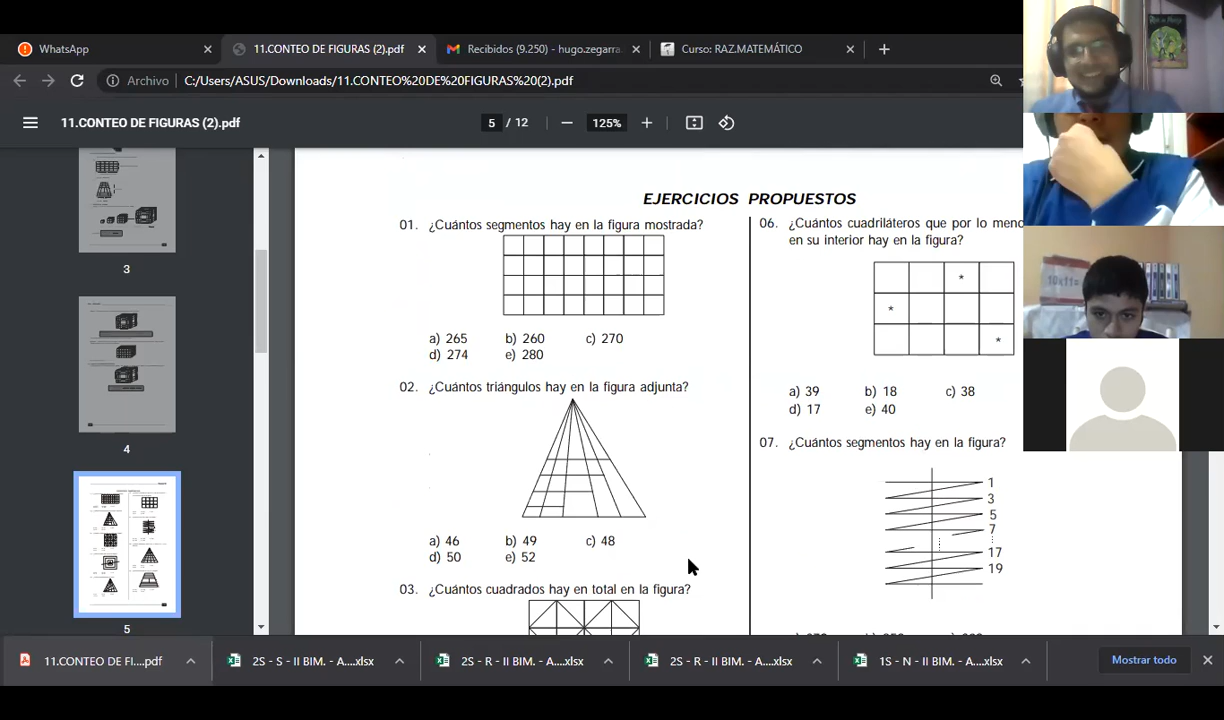 WhatsApp
11.CONTEO DE FIGURAS (2).pdf
Recibidos (9.250) - hugo.zegarra.
Curso: RAZ.MATEMÁTICO
Archivo
C:/Users/ASUS/Downloads/11.CONTEO%20DE%20FIGURAS%20(2).pdf
11.CONTEO DE FIGURAS (2).pdf
5 / 12
125%
3
4
5
EJERCICIOS PROPUESTOS
01. ¿Cuántos segmentos hay en la figura mostrada?
a) 265 b) 260 c) 270
d) 274 e) 280
02. ¿Cuántos triángulos hay en la figura adjunta?
a) 46 b) 49 c) 48
d) 50 e) 52
03. ¿Cuántos cuadrados hay en total en la figura?
06. ¿Cuántos cuadriláteros que por lo meno
en su interior hay en la figura?
*
*
*
a) 39 b) 18 c) 38
d) 17 e) 40
07. ¿Cuántos segmentos hay en la figura?
1
3
5
7
17
19
11.CONTEO DE FI....pdf
2S - S - II BIM. - A....xlsx
2S - R - II BIM. - A....xlsx
2S - R - II BIM. - A....xlsx
1S - N - II BIM. - A....xlsx
Mostrar todo